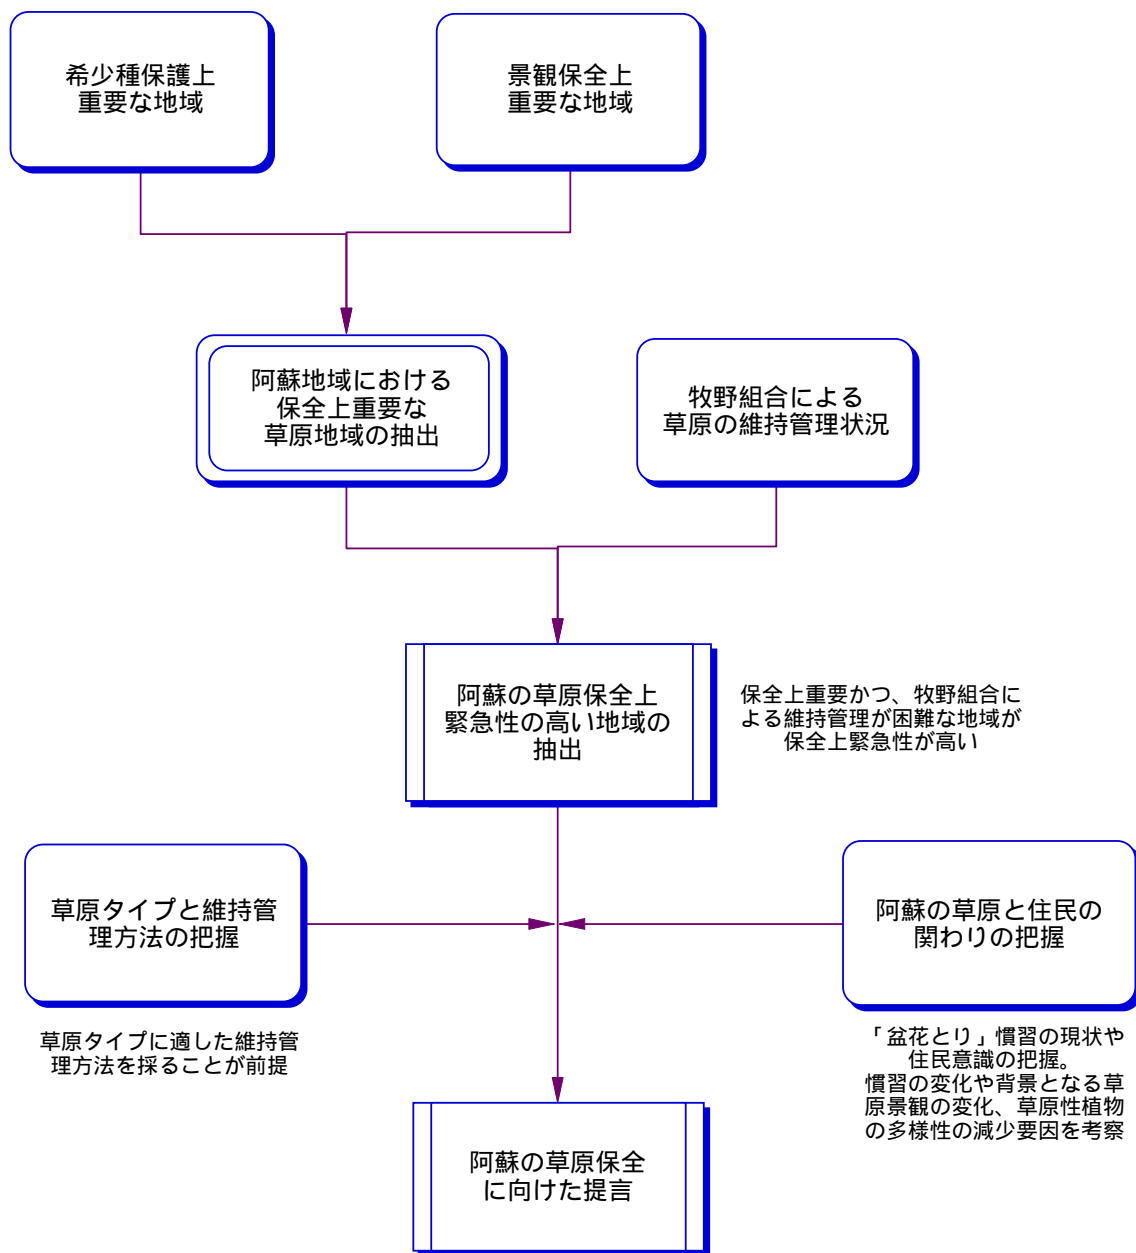 希少種保護上
重要な地域
景観保全上
重要な地域
阿蘇地域における
保全上重要な
草原地域の抽出
牧野組合による
草原の維持管理状況
阿蘇の草原保全上
緊急性の高い地域の
抽出
保全上重要かつ、牧野組合に
よる維持管理が困難な地域が
保全上緊急性が高い
草原タイプと維持管
理方法の把握
阿蘇の草原と住民の
関わりの把握
草原タイプに適した維持管
理方法を採ることが前提
「盆花とり」慣習の現状や
住民意識の把握。
慣習の変化や背景となる草
原景観の変化、草原性植物
の多様性の減少要因を考察
阿蘇の草原保全
に向けた提言